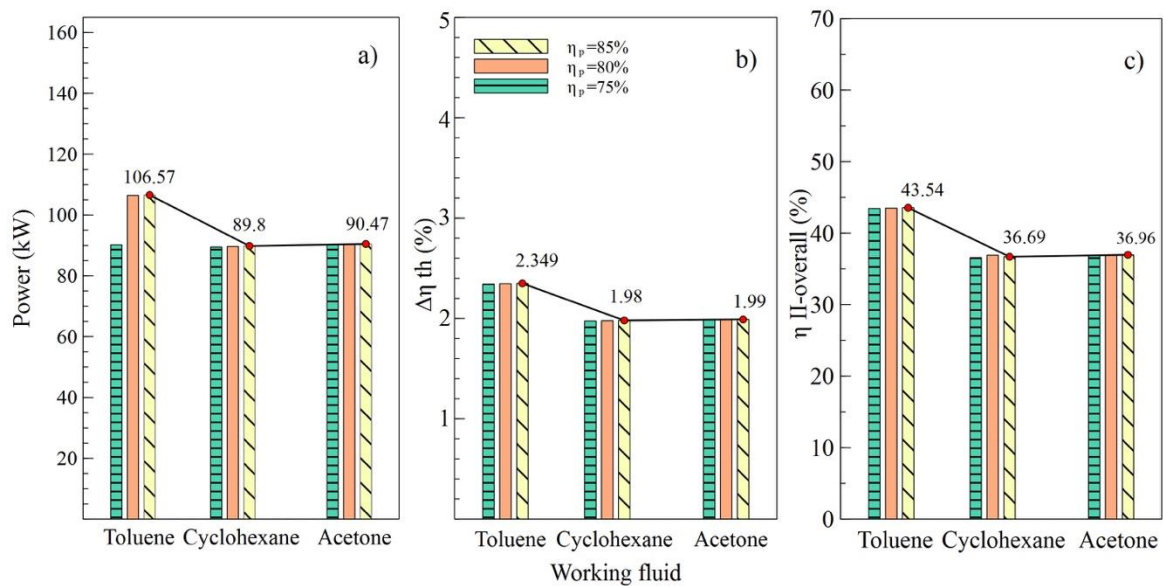 a)
Power (kW)
160
140
120
100
80
60
40
20
106.57
89.8
90.47
Toluene Cyclohexane Acetone
b)
Δη th (%)
5
4
3
2
1
η p=85%
η p=80%
η p=75%
2.349
1.98
1.99
Toluene Cyclohexane Acetone
Working fluid
c)
η II-overall (%)
70
60
50
40
30
20
10
0
43.54
36.69
36.96
Toluene Cyclohexane Acetone